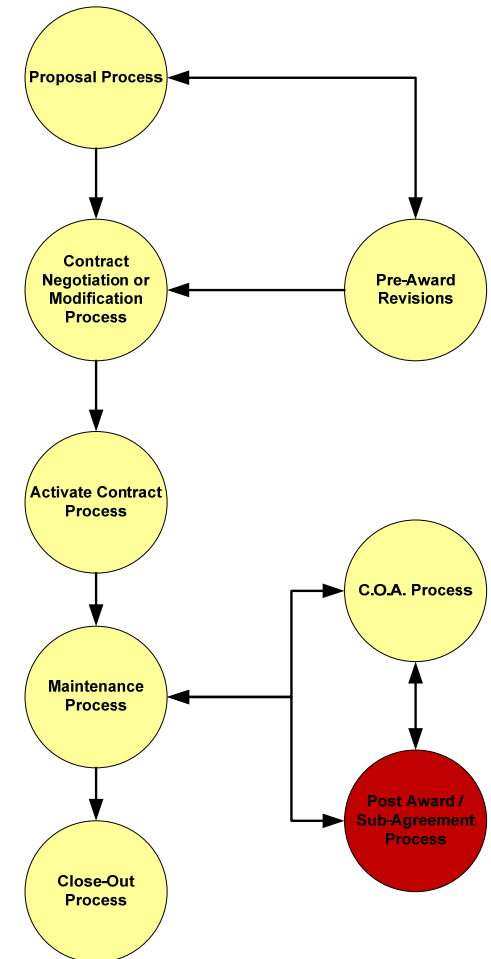 Proposal Process
Contract
Negotiation or
Modification
Process
Pre-Award
Revisions
Activate Contract
Process
C.O.A. Process
Maintenance
Process
Post Award /
Sub-Agreement
Process
Close-Out
Process